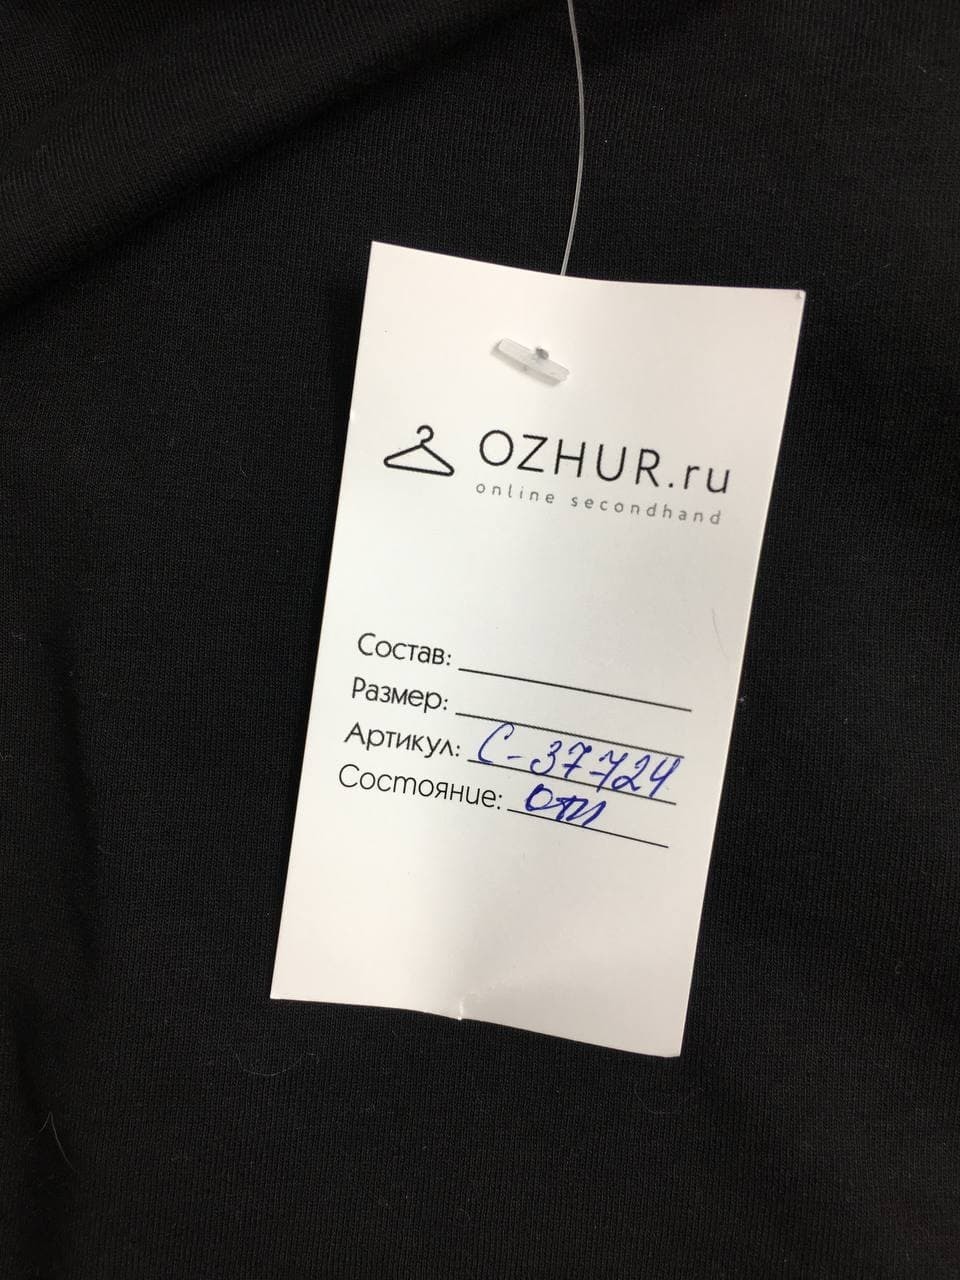 OZHUR.ru
online secondhand
Состав:
Размер:
Артикул: С-37724
Состояние: отл